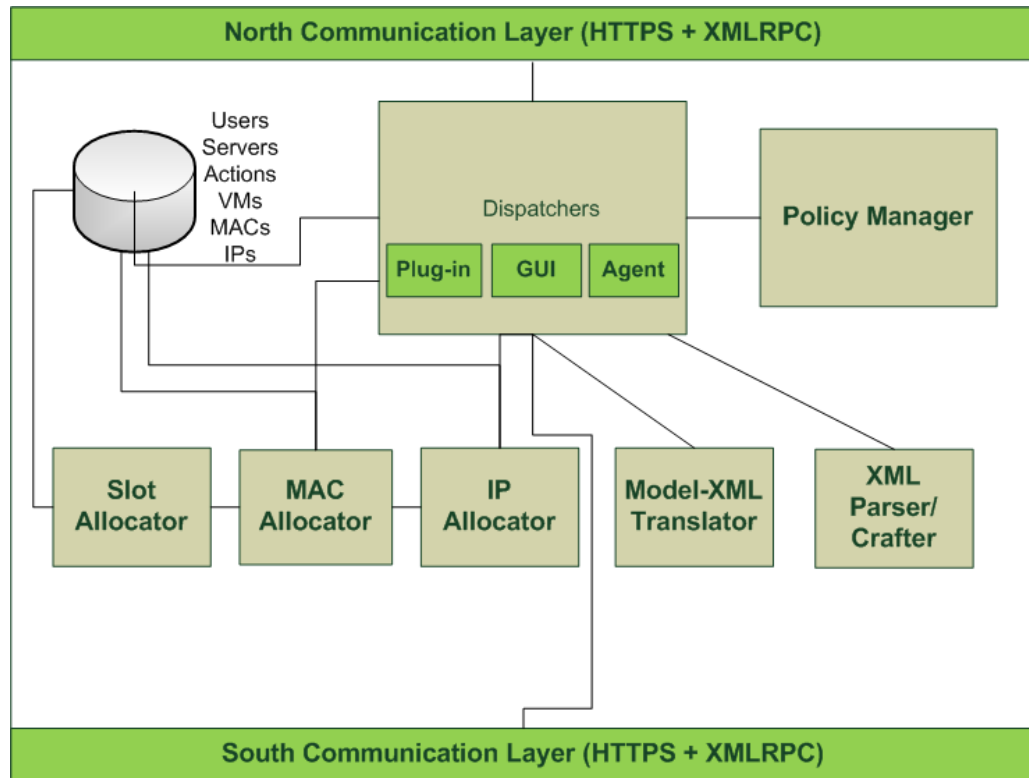 North Communication Layer (HTTPS + XMLRPC)
Users
Servers
Actions
VMs
MACs
IPs
Dispatchers
Plug-in
GUI
Agent
Policy Manager
Slot
Allocator
MAC
Allocator
IP
Allocator
Model-XML
Translator
XML
Parser/
Crafter
South Communication Layer (HTTPS + XMLRPC)